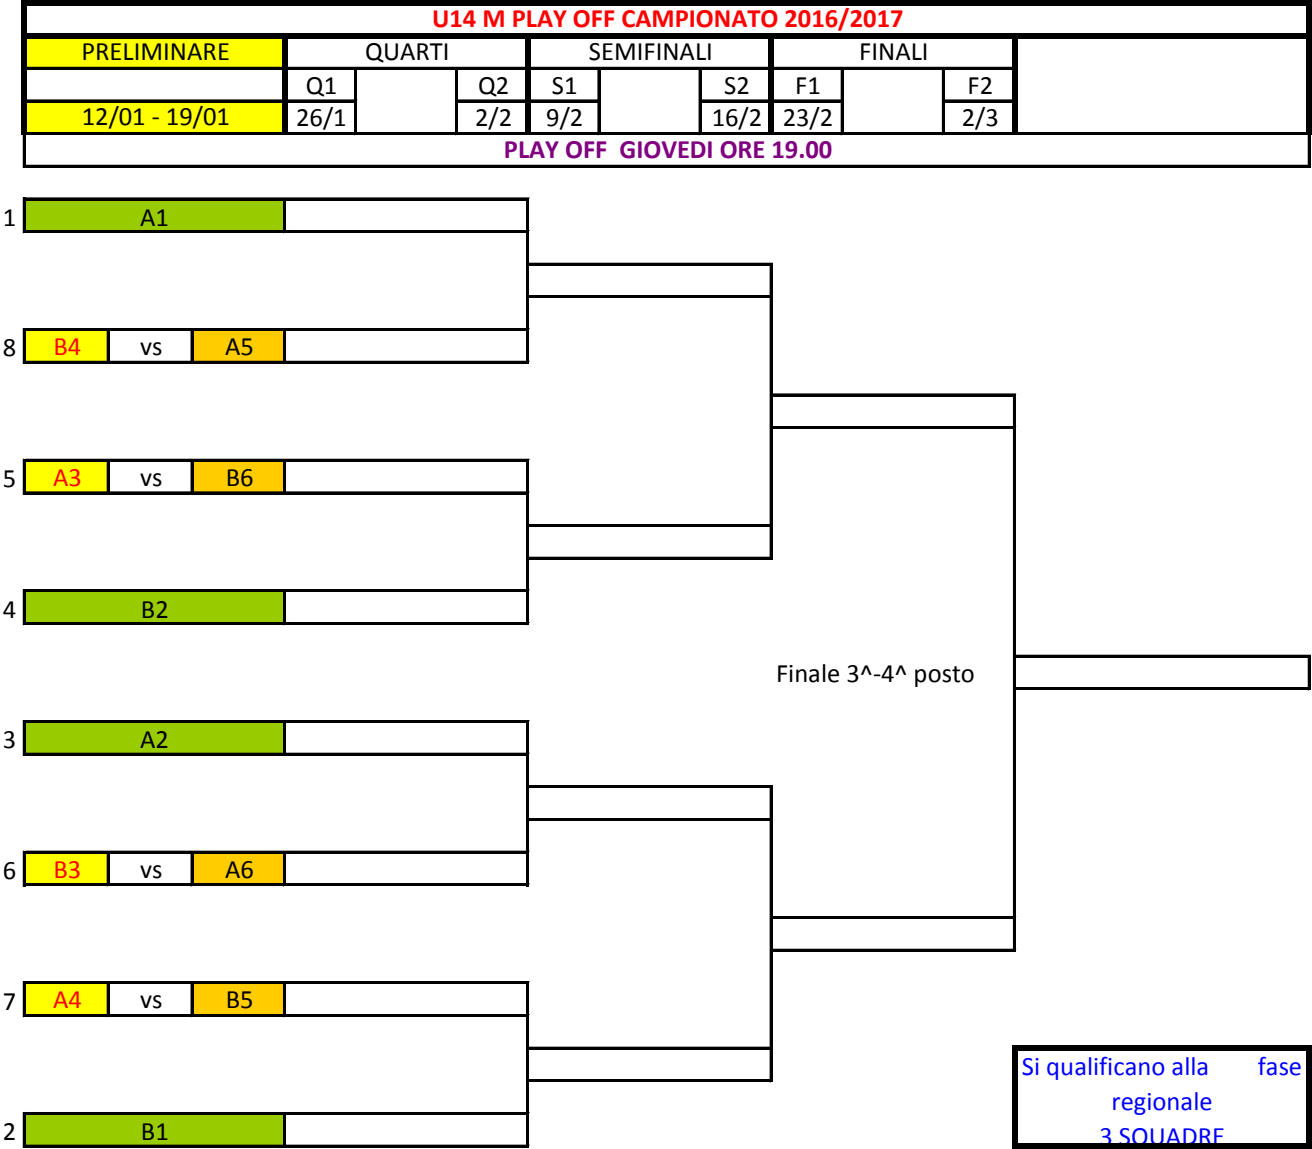 U14 M PLAY OFF CAMPIONATO 2016/2017
PRELIMINARE QUARTI SEMIFINALI FINALI
Q1 Q2 S1 S2 F1 F2
12/01 - 19/01 26/1 2/2 9/2 16/2 23/2 2/3
PLAY OFF GIOVEDI ORE 19.00
1 A1
8 B4 vs A5
5 A3 vs B6
4 B2
Finale 3^-4^ posto
3 A2
6 B3 vs A6
7 A4 vs B5
2 B1
Si qualificano alla fase
regionale
3 SQUADRE